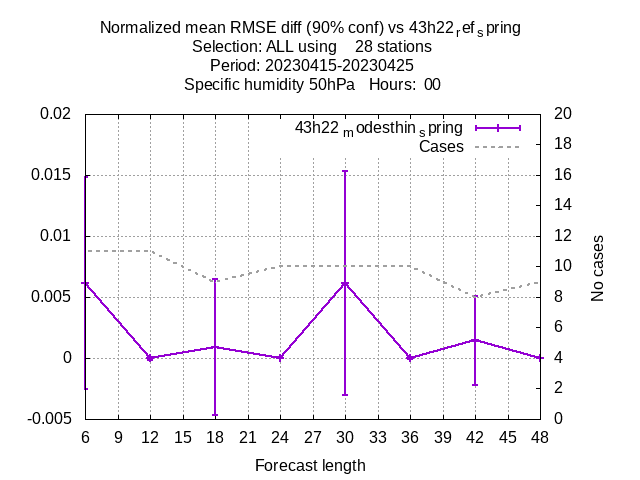 Normalized mean RMSE diff (90% conf) vs 43h22ref spring
Selection: ALL using 28 stations
Period: 20230415-20230425
Specific humidity 50hPa Hours: 00
43h22modesthinspring
Cases
0.02
0.015
0.01
0.005
0
-0.005
20
18
16
14
12
10
8
6
4
2
0
No cases
6 9 12 15 18 21 24 27 30 33 36 39 42 45 48
Forecast length